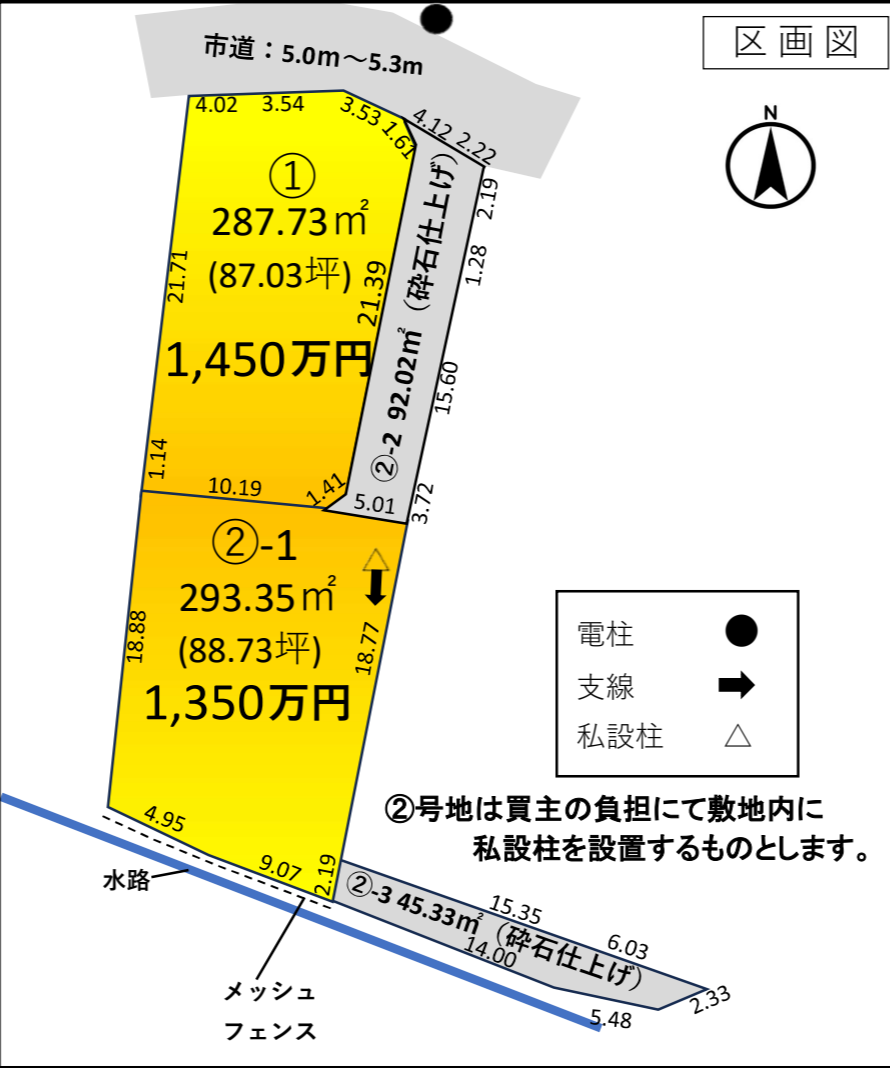 区画図
市道：5.0m～5.3m
N
4.02
3.54
3.53
1.61
4.12
2.22
2.19
1.28
15.60
3.72
①
287.73㎡
(87.03坪)
1,450万円
21.71
21.39
1.14
10.19
1.41
5.01
②-2 92.02㎡（砕石仕上げ）
②-1
293.35㎡
(88.73坪)
1,350万円
18.88
18.77
4.95
9.07
2.19
電柱
支線
私設柱
②号地は買主の負担にて敷地内に
私設柱を設置するものとします。
②-3 45.33㎡（砕石仕上げ）
15.35
6.03
14.00
5.48
2.33
水路
メッシュ
フェンス